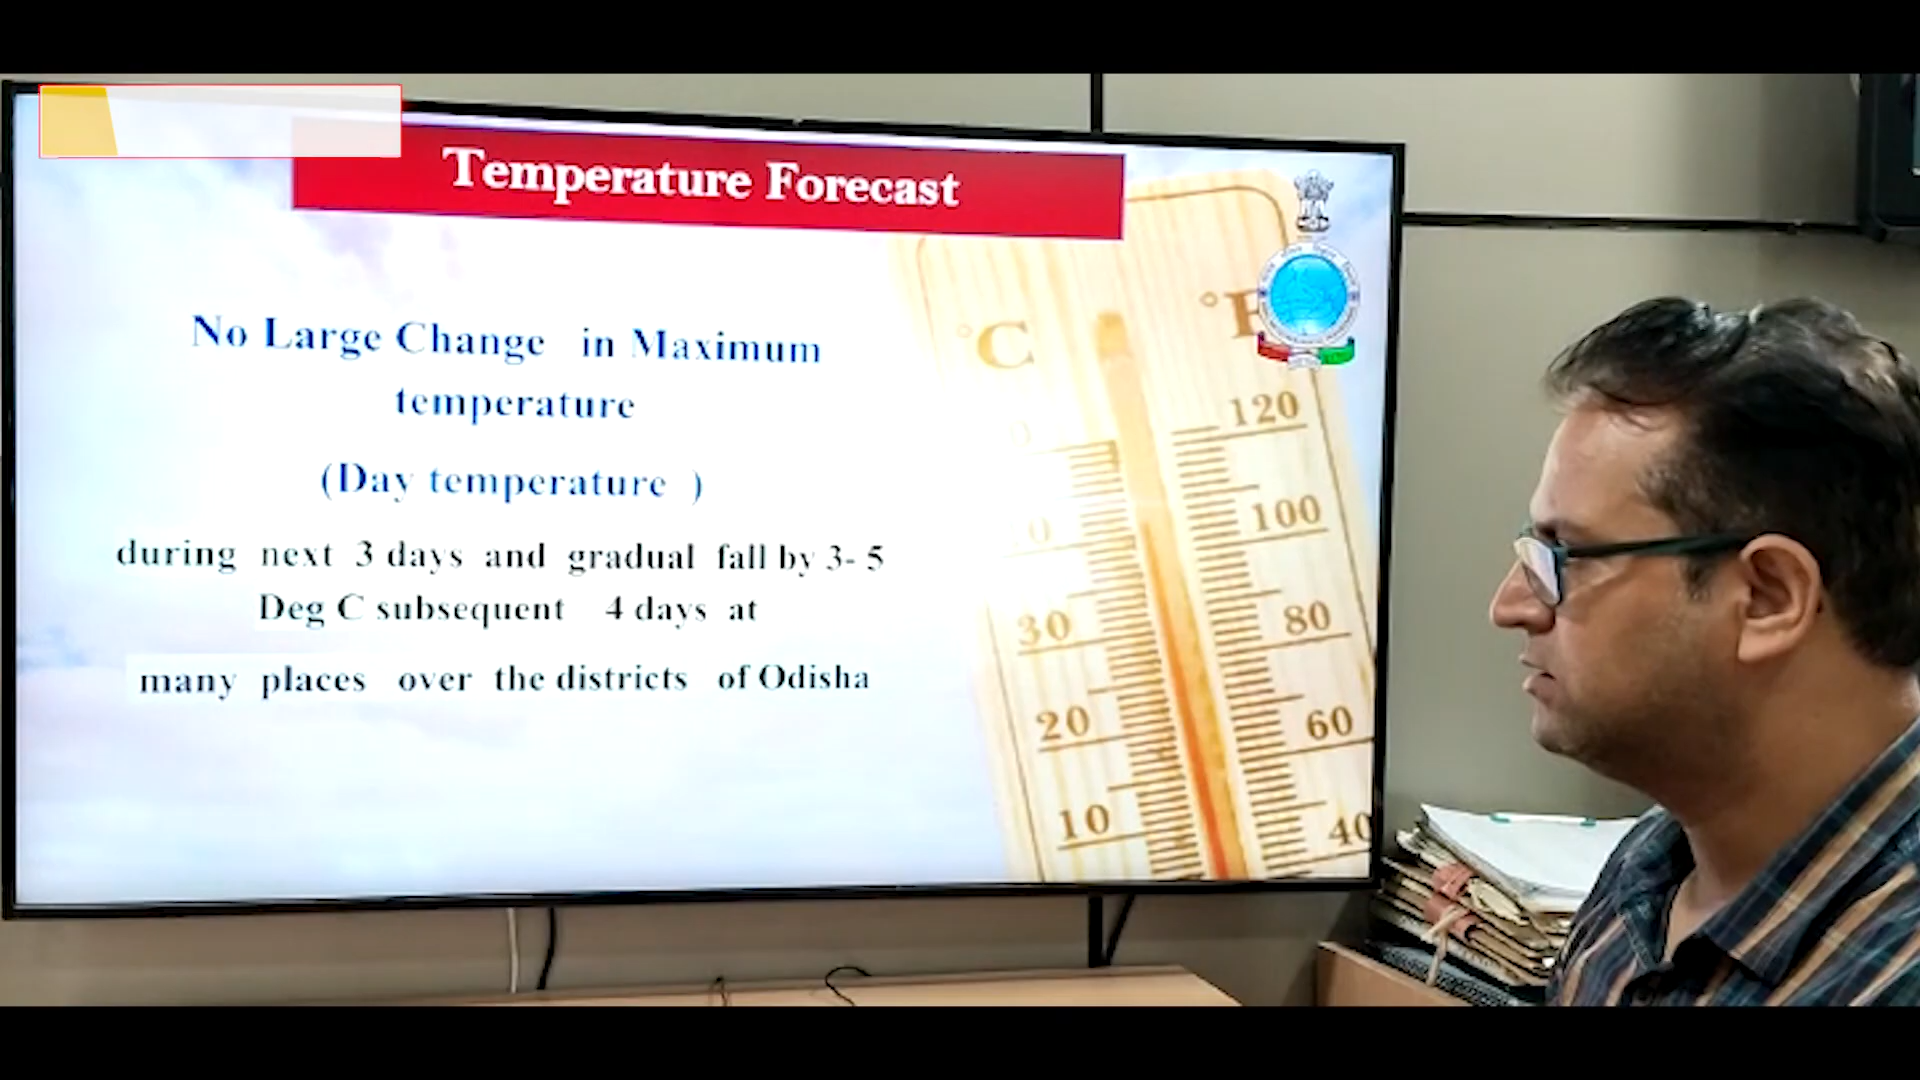 Temperature Forecast
No Large Change in Maximum
temperature
(Day temperature )
during next 3 days and gradual fall by 3- 5
Deg C subsequent 4 days at
many places over the districts of Odisha
°C
°F
120
100
30
80
20
60
10
40